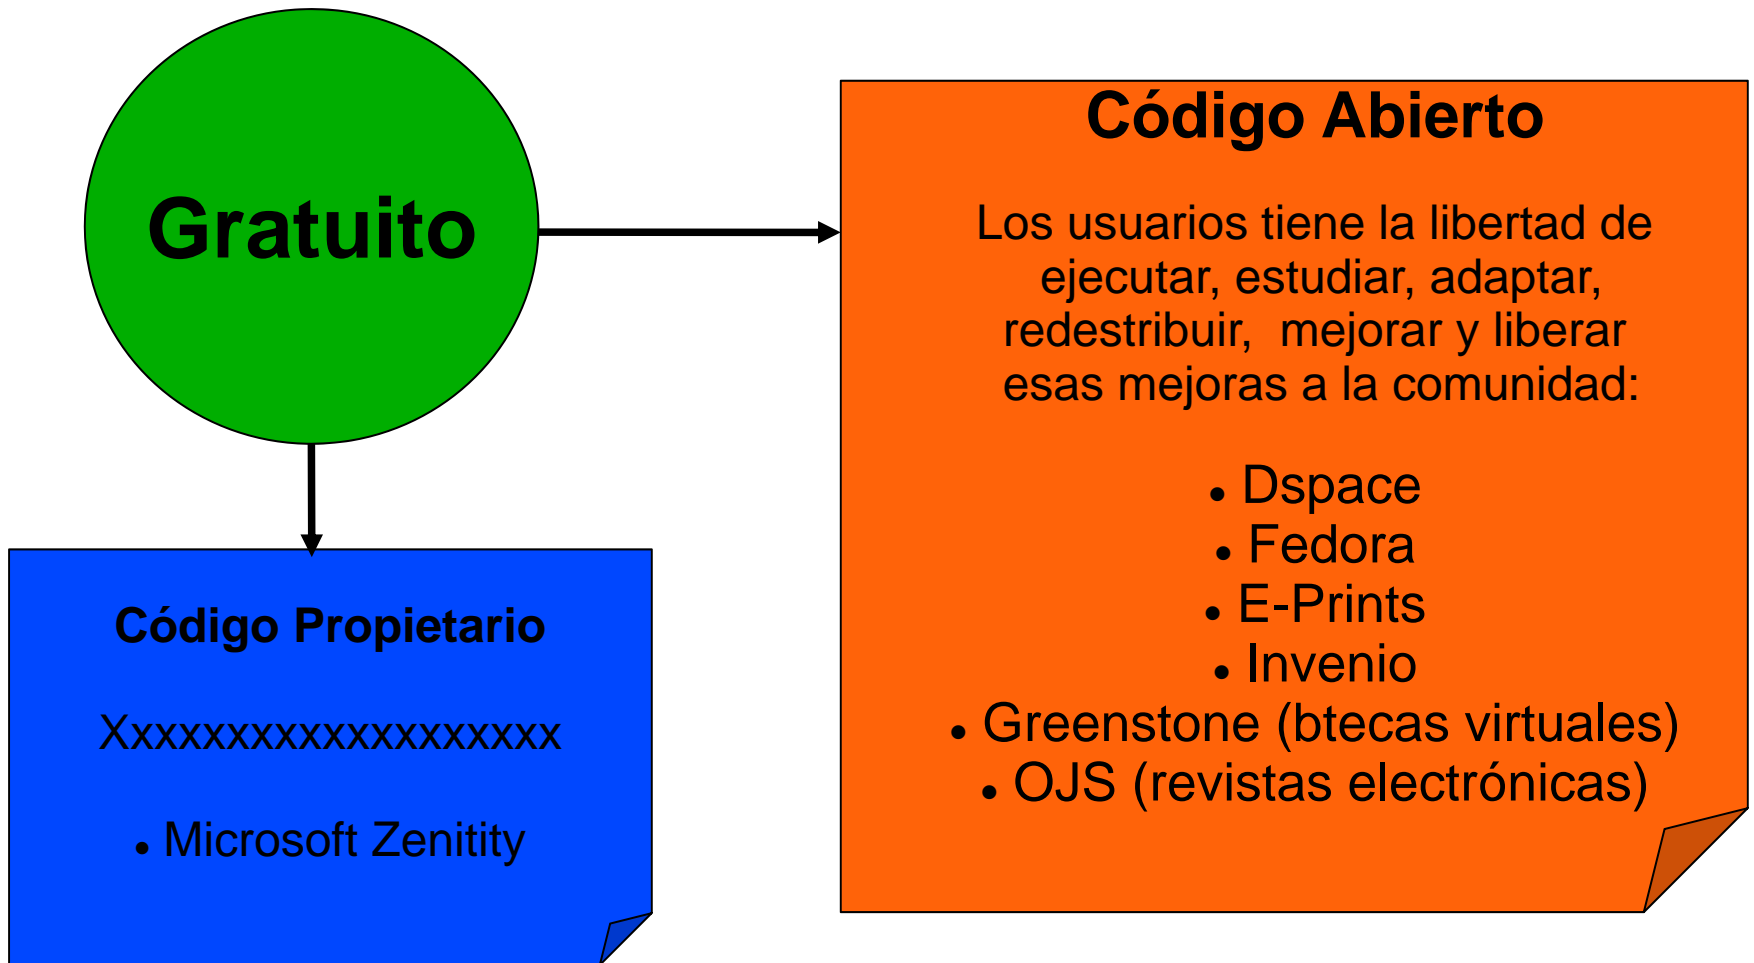 Gratuito
Código Abierto
Los usuarios tiene la libertad de
ejecutar, estudiar, adaptar,
redestribuir, mejorar y liberar
esas mejoras a la comunidad:
• Dspace
• Fedora
• E-Prints
• Invenio
• Greenstone (btecas virtuales)
• OJS (revistas electrónicas)
Código Propietario
Xxxxxxxxxxxxxxxxxxx
• Microsoft Zenitity